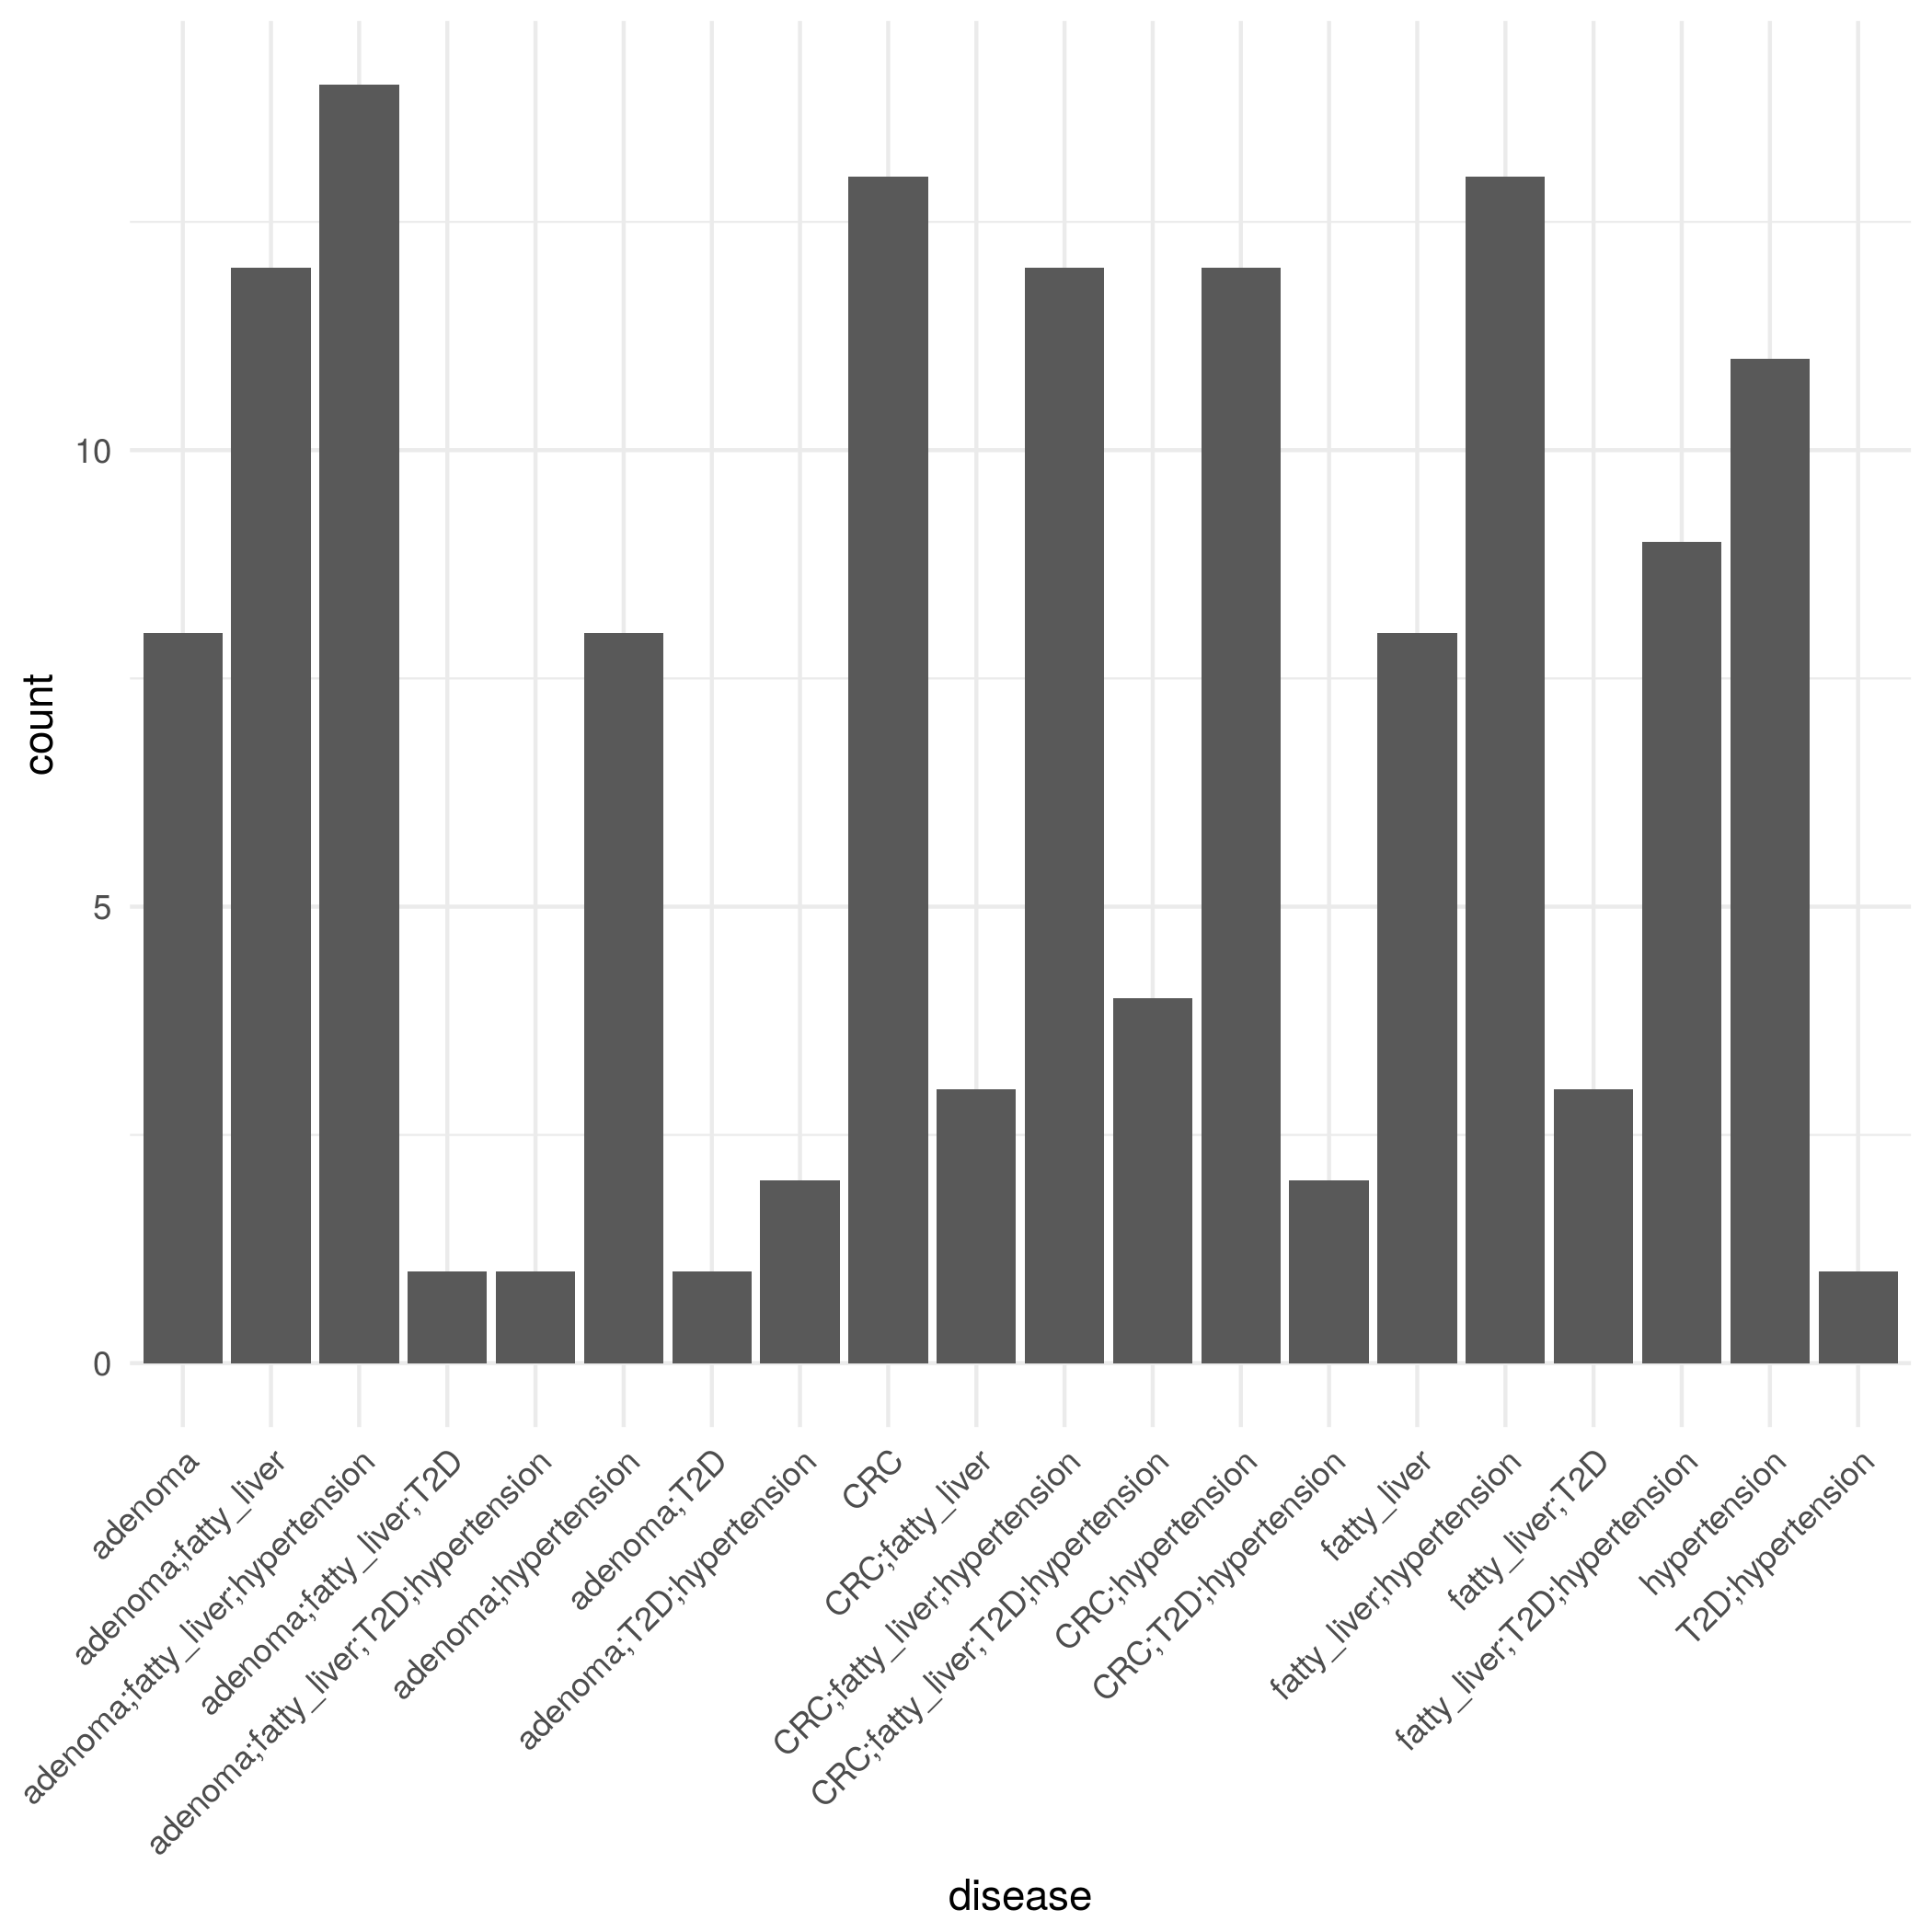 count
10
5
0
adenoma
adenoma;fatty_liver
adenoma;fatty_liver;hypertension
adenoma;fatty_liver;T2D
adenoma;fatty_liver;T2D;hypertension
adenoma;hypertension
adenoma;T2D
adenoma;T2D;hypertension
CRC
CRC;fatty_liver
CRC;fatty_liver;hypertension
CRC;fatty_liver;T2D;hypertension
CRC;hypertension
CRC;T2D;hypertension
fatty_liver
fatty_liver;hypertension
fatty_liver;T2D
fatty_liver;T2D;hypertension
hypertension
T2D;hypertension
disease